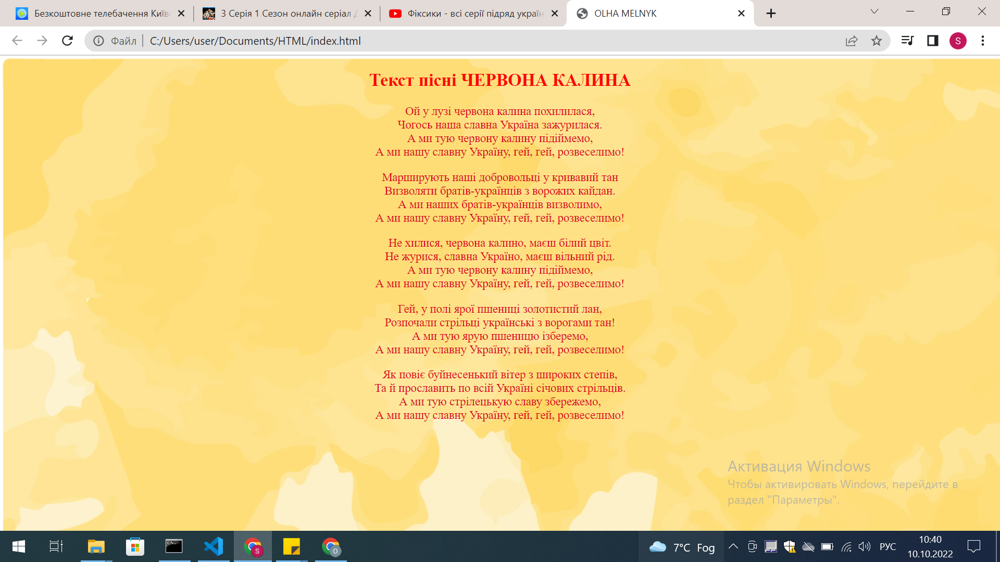 Безкоштовне телебачення Київ
3 Серія 1 Сезон онлайн серіал
Фіксики - всі серії підряд україн
OLHA MELNYK
Файл
C:/Users/user/Documents/HTML/index.html
S
Текст пісні ЧЕРВОНА КАЛИНА
Ой у лузі червона калина похилилася,
Чогось наша славна Україна зажурилася.
А ми тую червону калину підіймемо,
А ми нашу славну Україну, гей, гей, розвеселимо!
Марширують наші добровольці у кривавий тан
Визволяти братів-українців з ворожих кайдан.
А ми наших братів-українців визволимо,
А ми нашу славну Україну, гей, гей, розвеселимо!
Не хилися, червона калино, маєш білий цвіт.
Не журися, славна Україно, маєш вільний рід.
А ми тую червону калину підіймемо,
А ми нашу славну Україну, гей, гей, розвеселимо!
Гей, у полі ярої пшениці золотистий лан,
Розпочали стрільці українські з ворогами тан!
А ми тую ярую пшеницю ізберемо,
А ми нашу славну Україну, гей, гей, розвеселимо!
Як повіє буйнесенький вітер з широких степів,
Та й прославить по всій Україні січових стрільців.
А ми тую стрілецькую славу збережемо,
А ми нашу славну Україну, гей, гей, розвеселимо!
Активация Windows
Чтобы активировать Windows, перейдите в
раздел "Параметры".
S
O
7°C Fog
РУС
10:40
10.10.2022